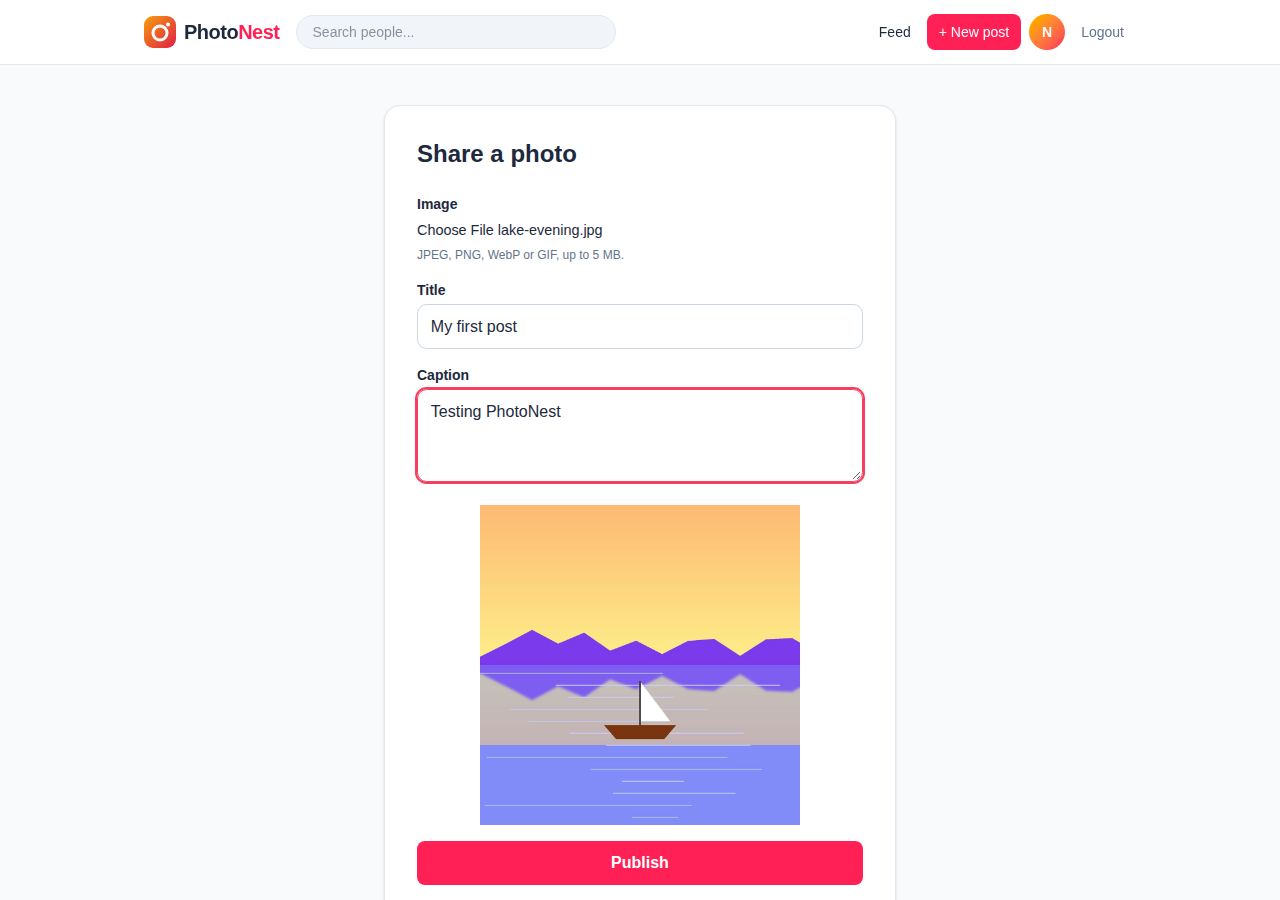 PhotoNest
Search people...
Feed
+ New post
N
Logout
Share a photo
Image
Choose File lake-evening.jpg
JPEG, PNG, WebP or GIF, up to 5 MB.
Title
My first post
Caption
Testing PhotoNest
Publish